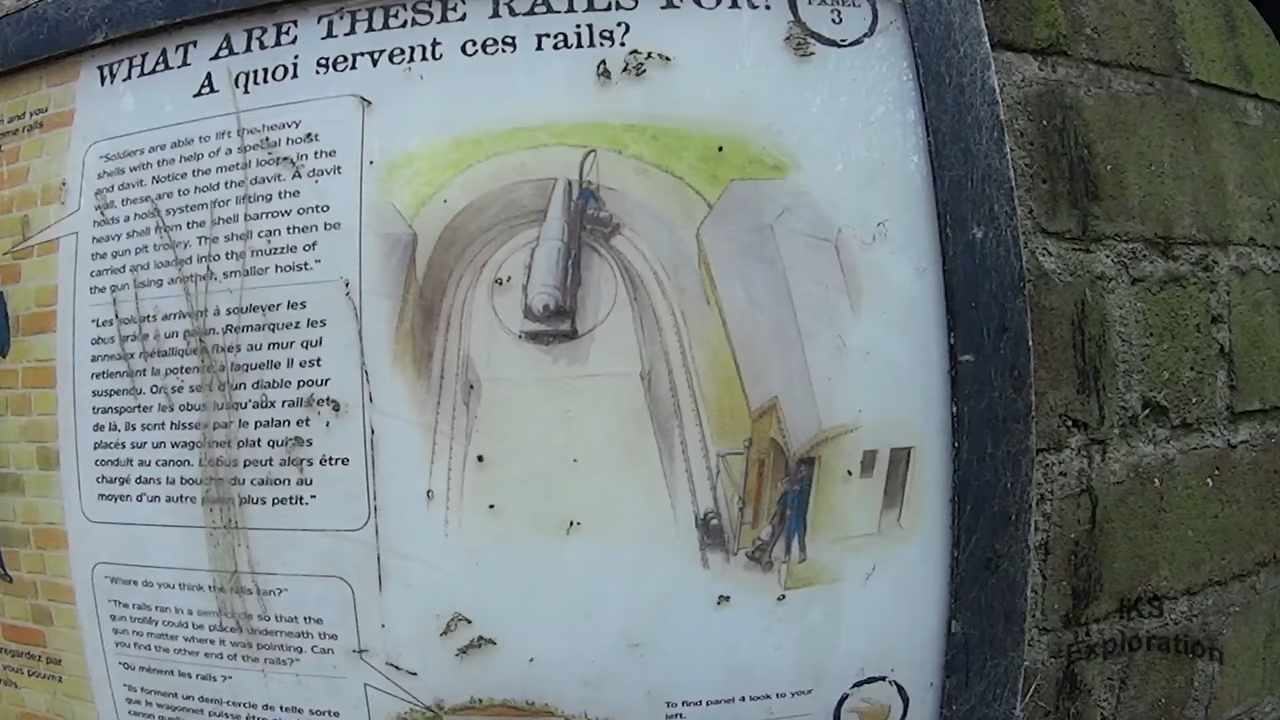 WHAT ARE THESE RAILS FOR?
A quoi servent ces rails?
PANEL
3
and you
some rails
"Soldiers are able to lift the heavy
shells with the help of a special hoist
and davit. Notice the metal loops in the
wall, these are to hold the davit. A davit
holds a hoist system for lifting the
heavy shell from the shell barrow onto
the gun pit trolley. The shell can then be
carried and loaded into the muzzle of
the gun using another, smaller hoist."
"Les soldats arrivent à soulever les
obus grâce à un palan. Remarquez les
anneaux métalliques fixés au mur qui
retiennent la potence à laquelle il est
suspendu. On se sert d'un diable pour
transporter les obus jusqu'aux rails et
de là, ils sont hissés par le palan et
placés sur un wagonnet plat qui les
conduit au canon. L'obus peut alors être
chargé dans la bouche du canon au
moyen d'un autre palan plus petit."
"Where do you think the rails ran?"
"The rails ran in a semi-circle so that the
gun trolley could be placed underneath the
gun no matter where it was pointing. Can
you find the other end of the rails?"
"Où mènent les rails ?"
"Ils forment un demi-cercle de telle sorte
que le wagonnet puisse être
regardez par
vous pouvez
rails.
To find panel 4 look to your
left.
IKS
Exploration